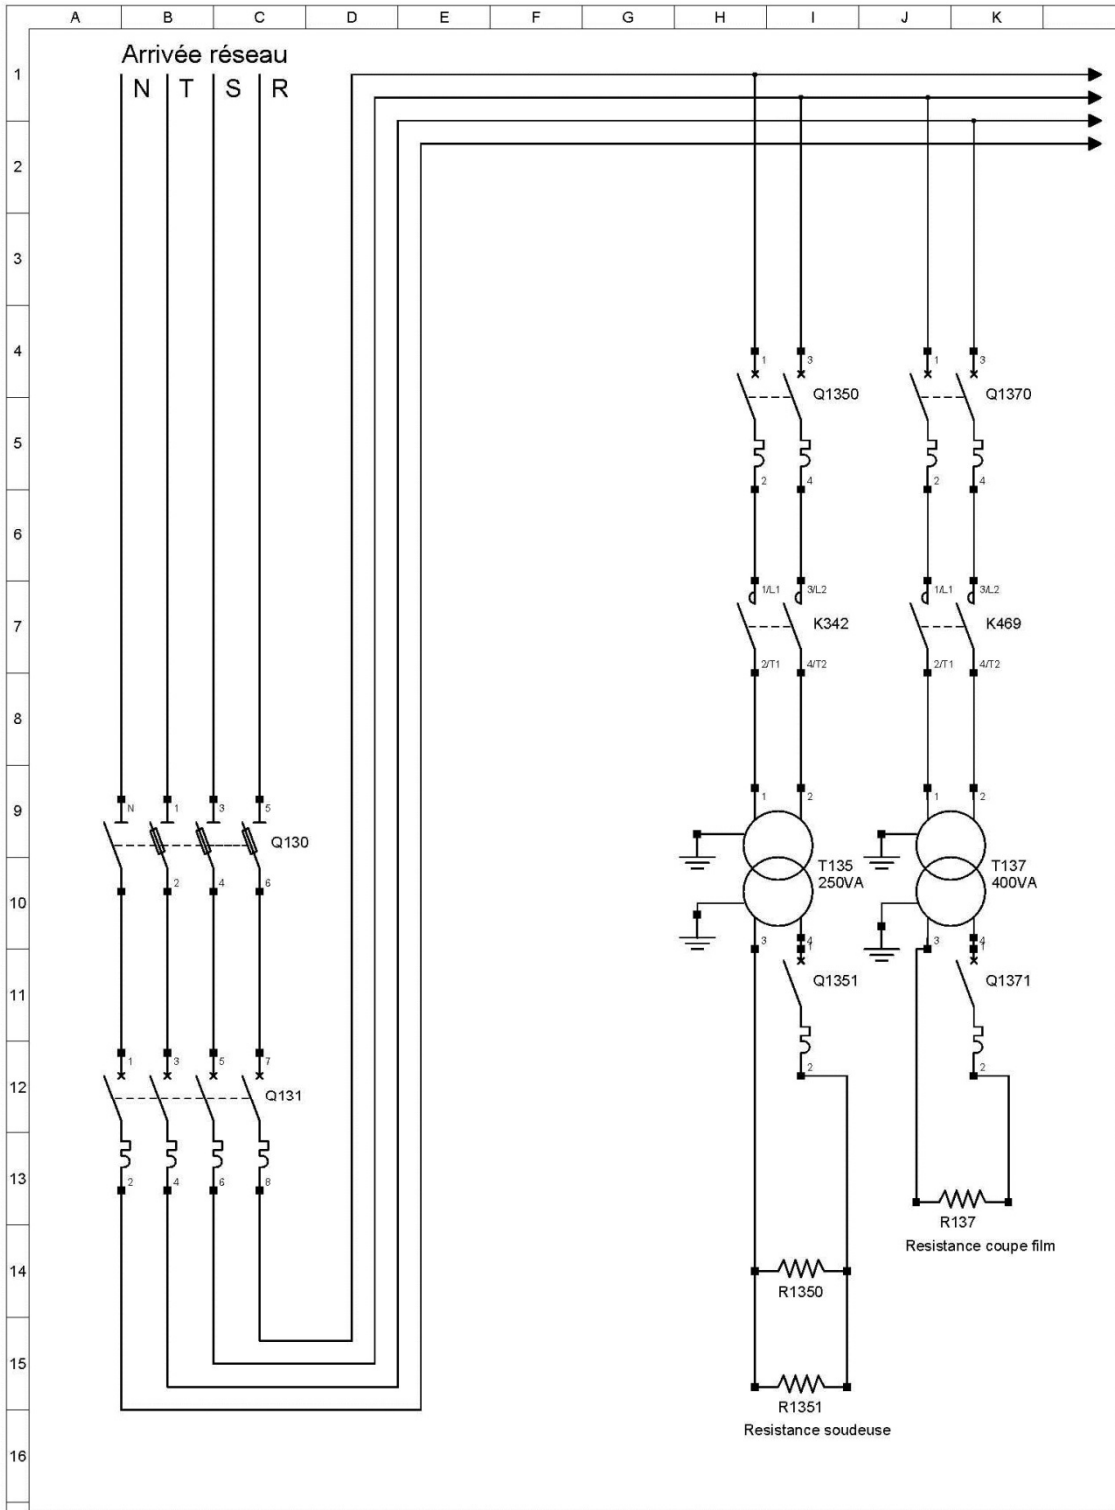 A B C D E F G H I J K
Arrivée réseau
1
N T S R
2
3
4
1 3 1 3
Q1350 Q1370
5
2 4 2 4
6
1/L1 3/L2 1/L1 3/L2
7
K342 K469
2/T1 4/T2 2/T1 4/T2
8
N 1 3 5 1 2 1 2
9
Q130
T135 T137
250VA 400VA
2 4 6
10
3 4 3 4
1 1
Q1351 Q1371
11
1 3 5 7
2 2
12
Q131
13
2 4 6 8
R137
Resistance coupe film
14
R1350
15
R1351
Resistance soudeuse
16